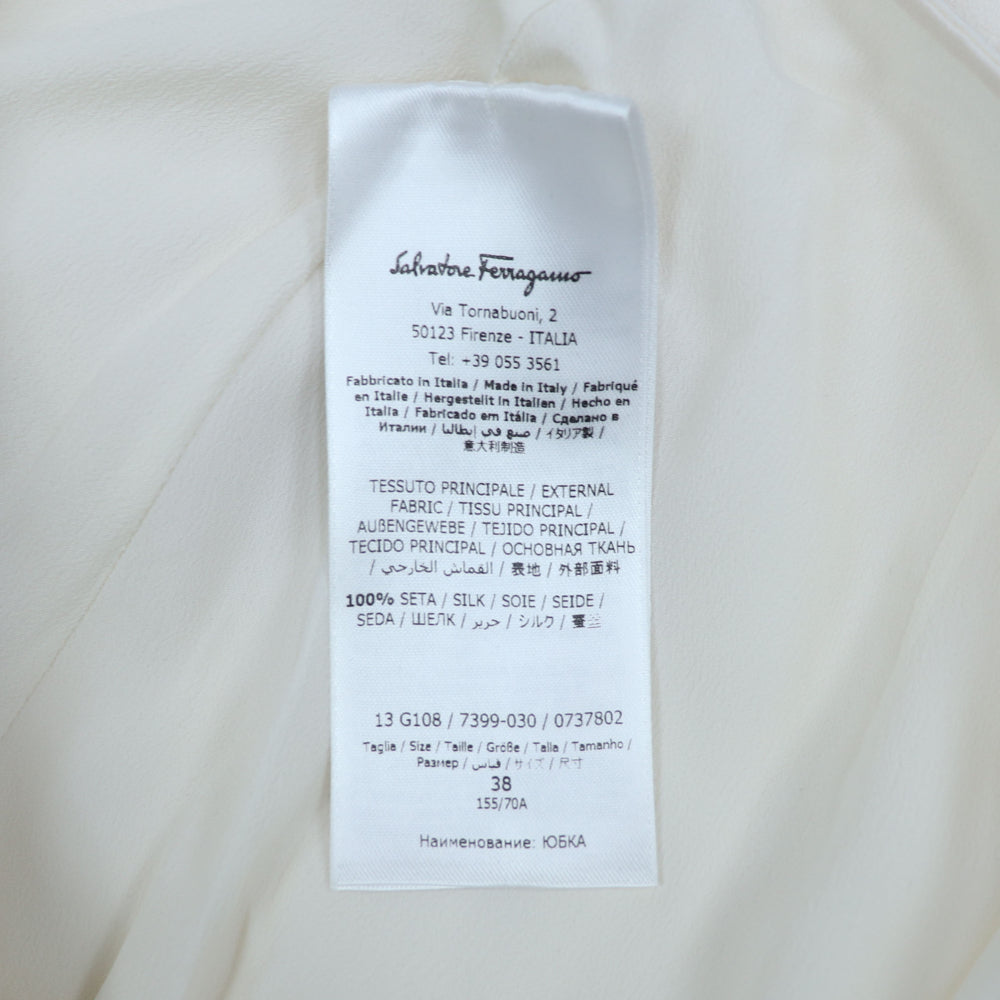 Salvatore Ferragamo
Via Tornabuoni, 2
50123 Firenze - ITALIA
Tel: +39 055 3561
Fabbricato in Italia / Made in Italy / Fabriqué
en Italie / Hergestellt in Italien / Hecho en
Italia / Fabricado em Itália / Сделано в
Италии / صنع في إيطاليا / イタリア製 /
意大利制造
TESSUTO PRINCIPALE / EXTERNAL
FABRIC / TISSU PRINCIPAL /
AUßENGEWEBE / TEJIDO PRINCIPAL /
TECIDO PRINCIPAL / ОСНОВНАЯ ТКАНЬ
/ القماش الخارجي / 表地 / 外部面料
100% SETA / SILK / SOIE / SEIDE /
SEDA / ШЕЛК / حرير / シルク /
13 G108 / 7399-030 / 0737802
Taglia / Size / Taille / Größe / Talla / Tamanho /
Размер / قياس / サイズ / 尺寸
38
155/70A
Наименование: ЮБКА